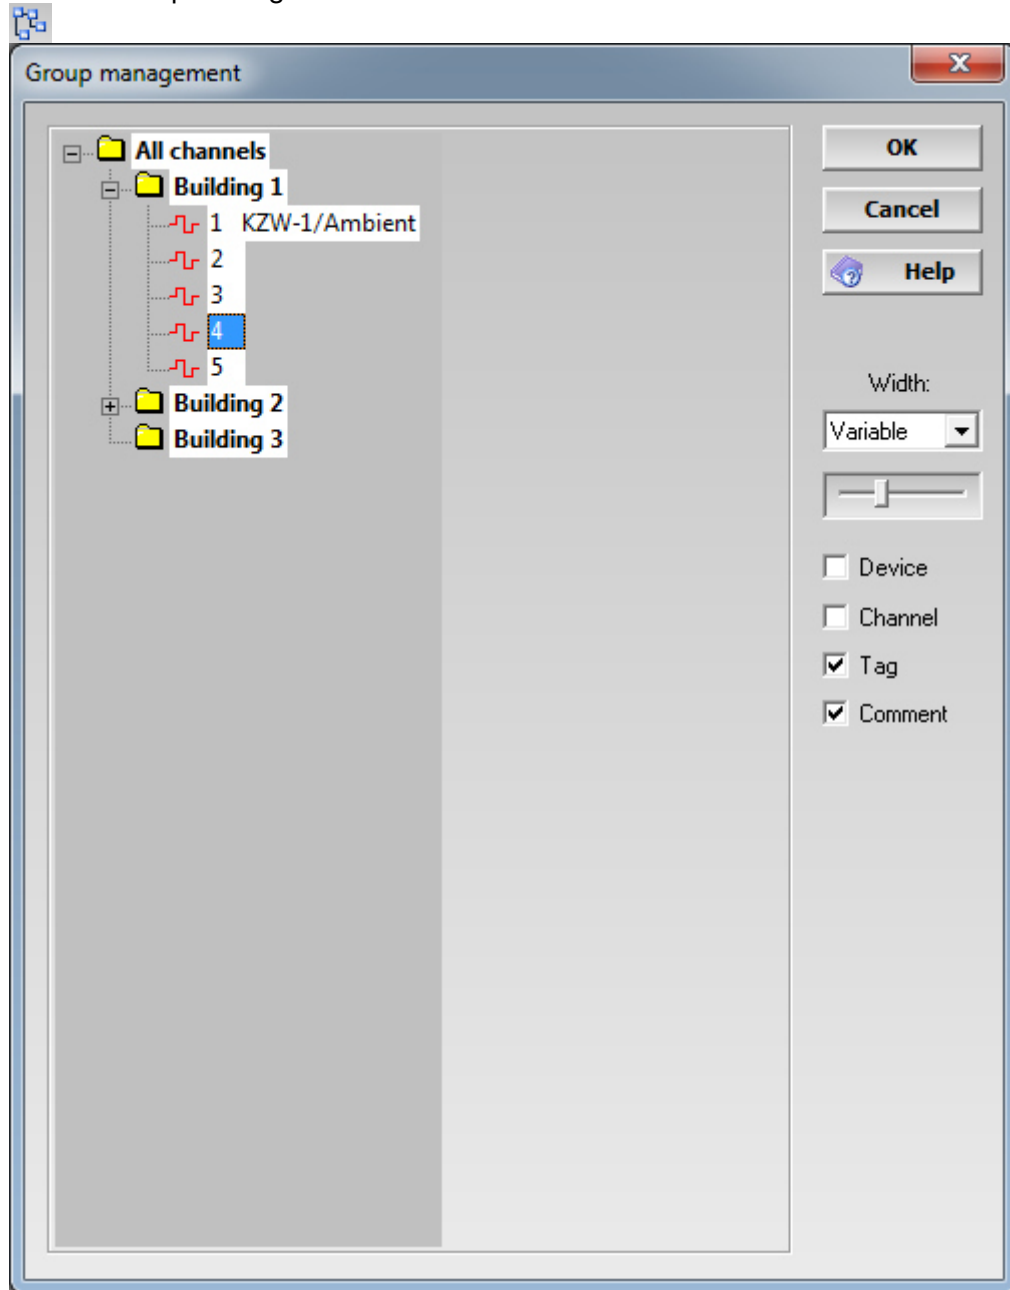 Group management
All channels
Building 1
1 KZW-1/Ambient
2
3
4
5
Building 2
Building 3
OK
Cancel
Help
Width:
Variable
Device
Channel
Tag
Comment